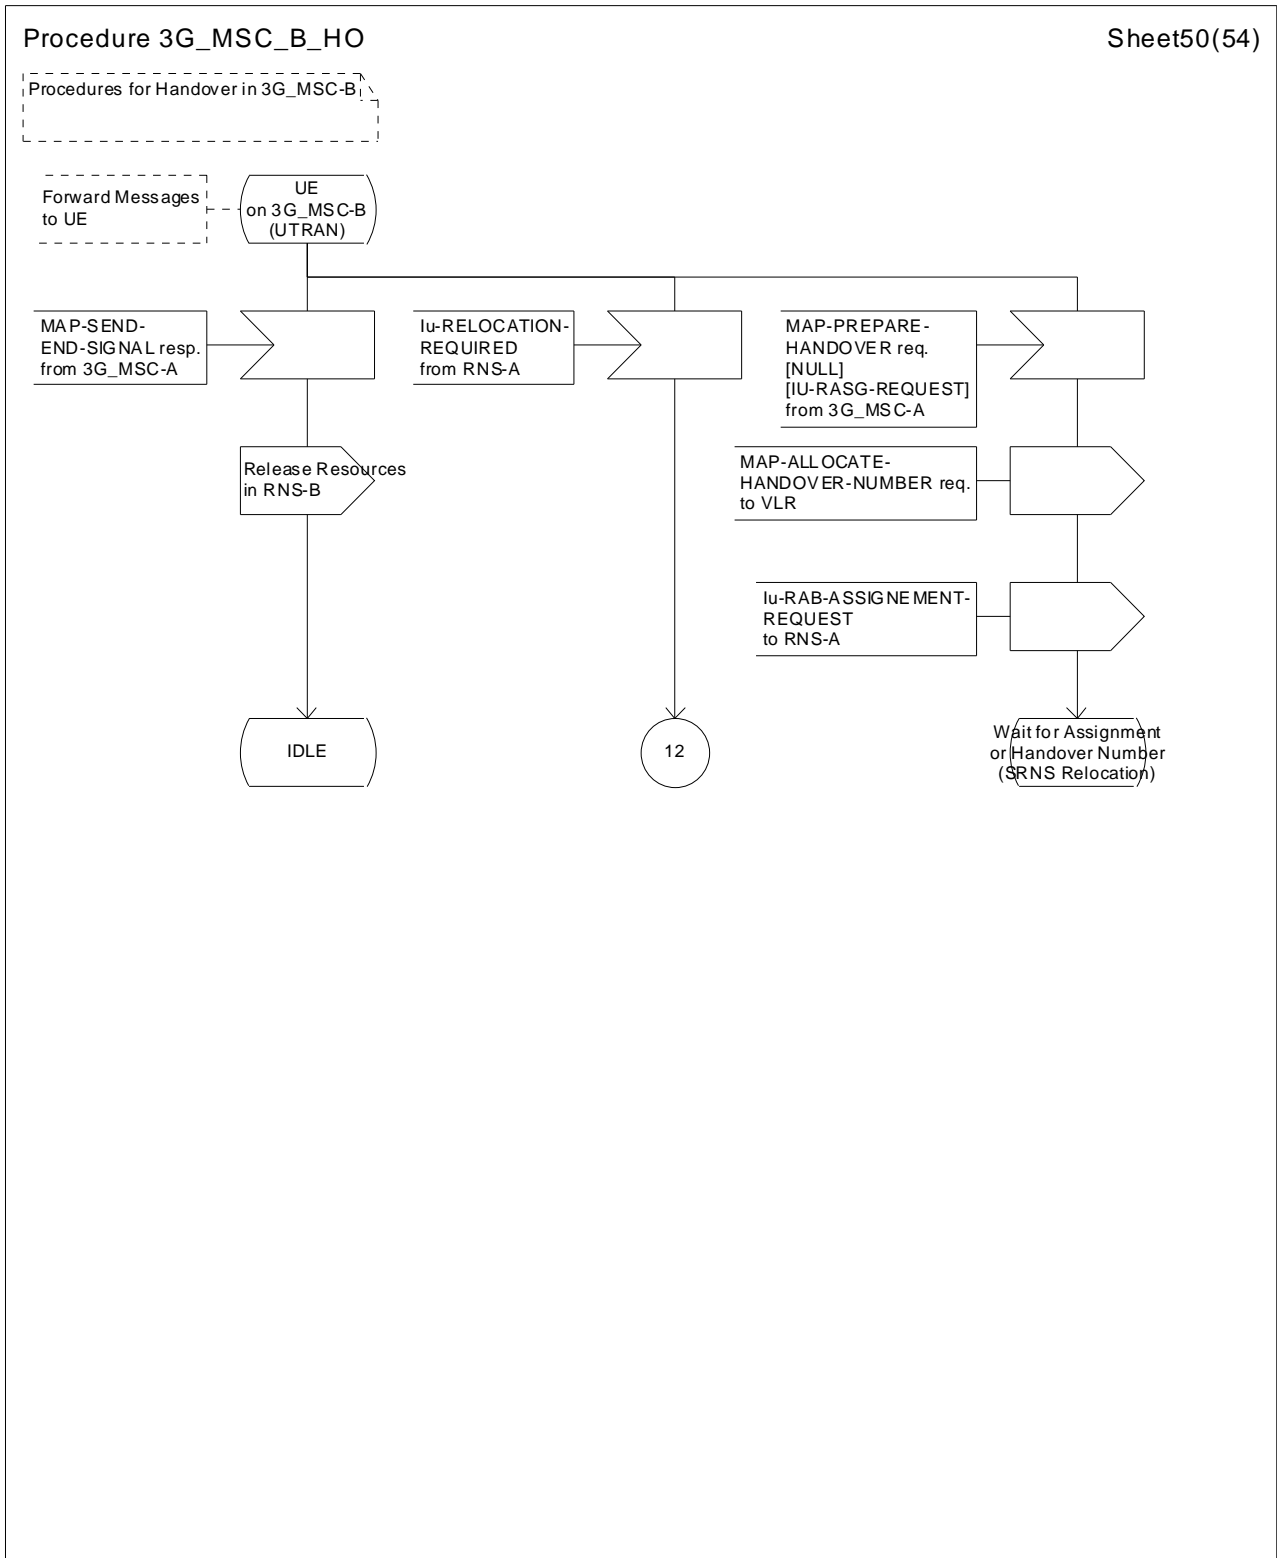 Procedure 3G_MSC_B_HO
Sheet50(54)
Procedures for Handover in 3G_MSC-B
Forward Messages
to UE
UE
on 3G_MSC-B
(UTRAN)
MAP-SEND-
END-SIGNAL resp.
from 3G_MSC-A
Iu-RELOCATION-
REQUIRED
from RNS-A
MAP-PREPARE-
HANDOVER req.
[NULL]
[IU-RASG-REQUEST]
from 3G_MSC-A
Release Resources
in RNS-B
MAP-ALLOCATE-
HANDOVER-NUMBER req.
to VLR
Iu-RAB-ASSIGNEMENT-
REQUEST
to RNS-A
IDLE
12
Wait for Assignment
or Handover Number
(SRNS Relocation)